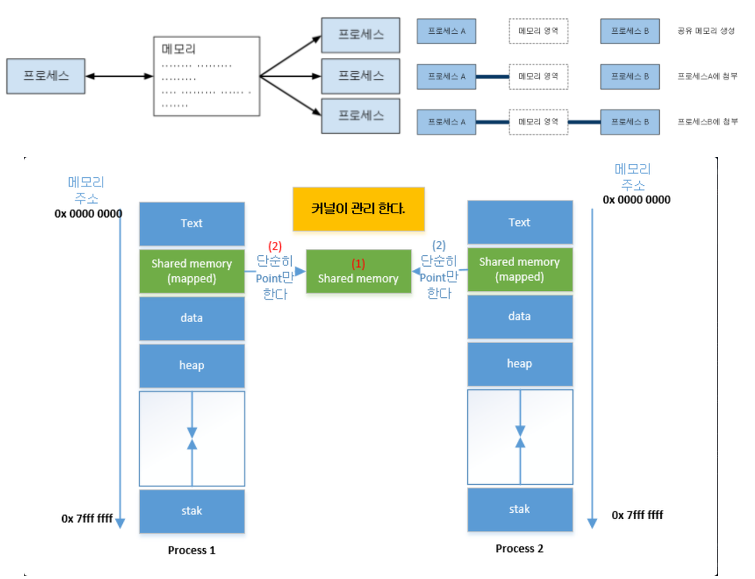 프로세스
메모리
......... .........
.........
.... ......... ...... .
.......
프로세스
프로세스
프로세스
프로세스 A
메모리 영역
프로세스 B
공유 메모리 생성
프로세스 A
메모리 영역
프로세스 B
프로세스A에 첨부
프로세스 A
메모리 영역
프로세스 B
프로세스B에 첨부
메모리
주소
0x 0000 0000
Text
Shared memory
(mapped)
data
heap
stak
0x 7fff ffff
Process 1
(2)
단순히
Point만
한다
커널이 관리 한다.
(1)
Shared memory
(2)
단순히
Point만
한다
메모리
주소
0x 0000 0000
Text
Shared memory
(mapped)
data
heap
stak
0x 7fff ffff
Process 2